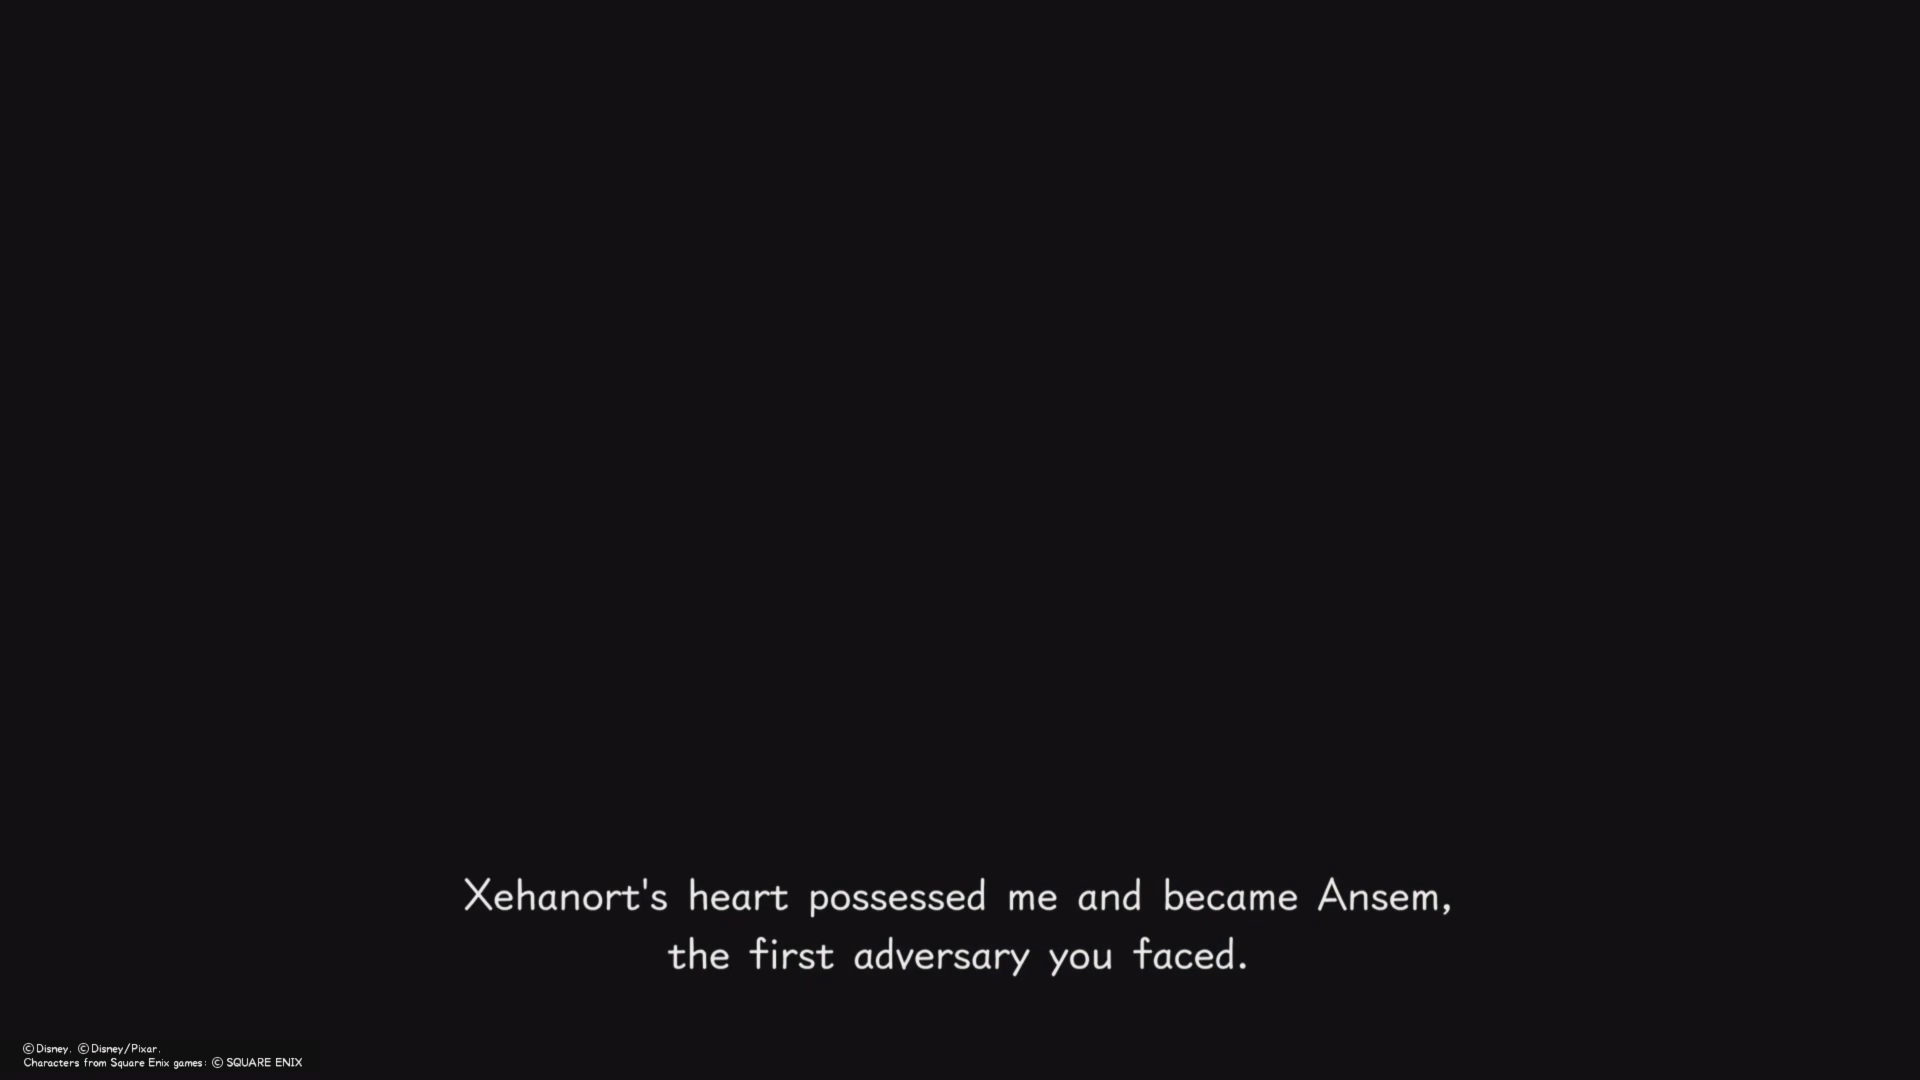 Xehanort's heart possessed me and became Ansem,
the first adversary you faced.
©Disney. ©Disney/Pixar.
Characters from Square Enix games: © SQUARE ENIX